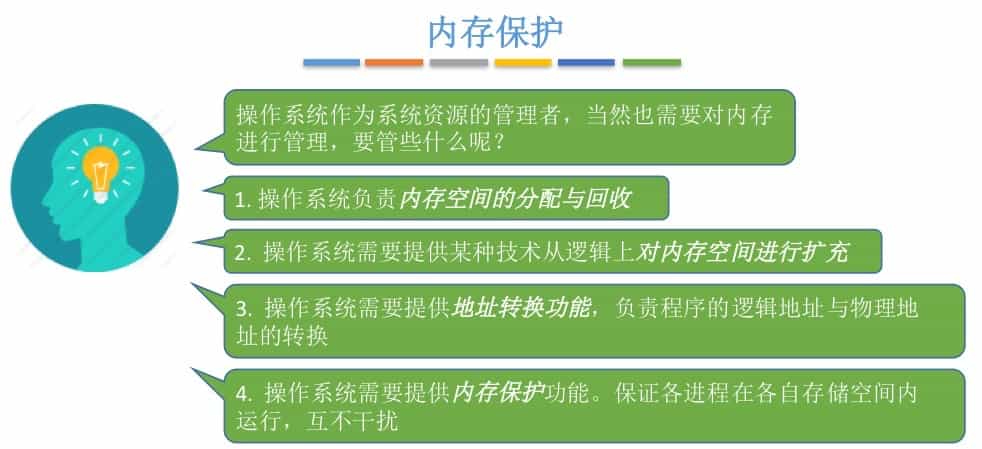 内存保护
操作系统作为系统资源的管理者，当然也需要对内存
进行管理，要管些什么呢？
1. 操作系统负责内存空间的分配与回收
2. 操作系统需要提供某种技术从逻辑上对内存空间进行扩充
3. 操作系统需要提供地址转换功能，负责程序的逻辑地址与物理地
址的转换
4. 操作系统需要提供内存保护功能。保证各进程在各自存储空间内
运行，互不干扰